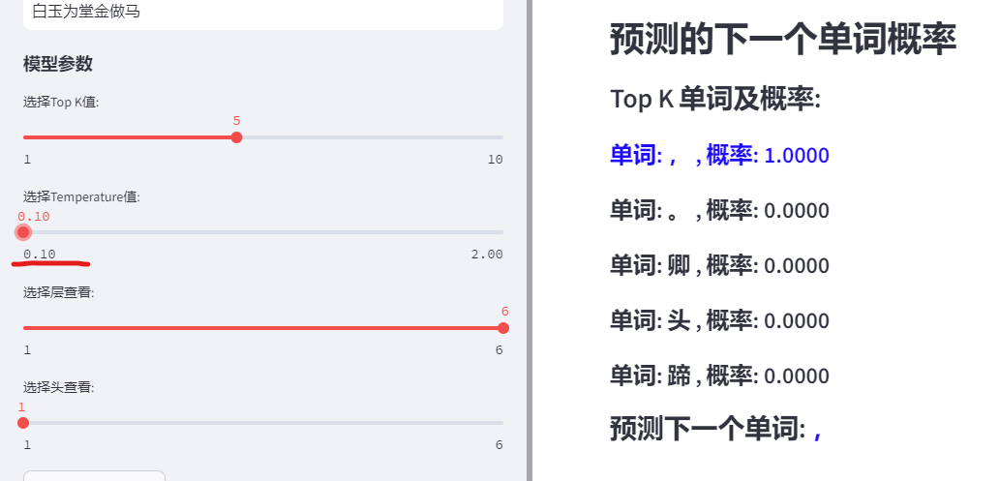 白玉为堂金做马
模型参数
选择Top K值:
5
1 10
选择Temperature值:
0.10
0.10 2.00
选择层查看:
6
1 6
选择头查看:
1
1 6
预测的下一个单词概率
Top K 单词及概率:
单词: ， , 概率: 1.0000
单词: 。 , 概率: 0.0000
单词: 卿 , 概率: 0.0000
单词: 头 , 概率: 0.0000
单词: 蹄 , 概率: 0.0000
预测下一个单词: ，